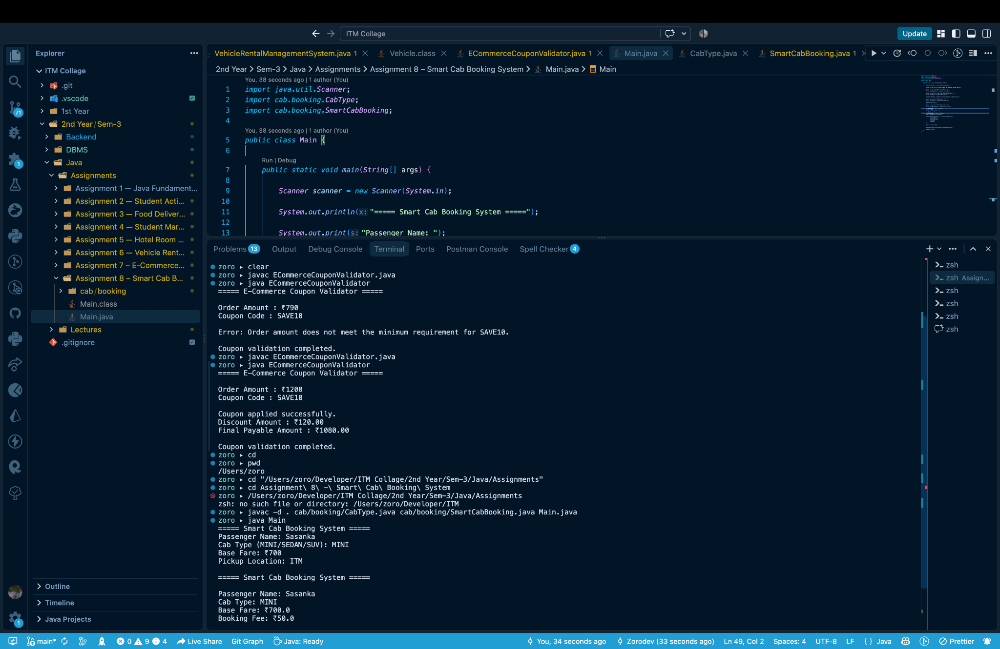 ITM Collage
Update
Explorer
ITM Collage
.git
.vscode
1st Year
2nd Year / Sem-3
Backend
DBMS
Java
Assignments
Assignment 1 — Java Fundament...
Assignment 2 — Student Acti...
Assignment 3 — Food Deliver...
Assignment 4 — Student Mar...
Assignment 5 — Hotel Room ...
Assignment 6 — Vehicle Rent...
Assignment 7 – E-Commerce...
Assignment 8 – Smart Cab B...
cab / booking
Main.class
Main.java
Lectures
.gitignore
Outline
Timeline
Java Projects
71
1
1
VehicleRentalManagementSystem.java 1
Vehicle.class
ECommerceCouponValidator.java 1
Main.java
CabType.java
SmartCabBooking.java 1
2nd Year > Sem-3 > Java > Assignments > Assignment 8 – Smart Cab Booking System > Main.java > Main
You, 38 seconds ago | 1 author (You)
1 import java.util.Scanner;
2 import cab.booking.CabType;
3 import cab.booking.SmartCabBooking;
4
You, 38 seconds ago | 1 author (You)
5 public class Main {
6
Run | Debug
7 public static void main(String[] args) {
8
9 Scanner scanner = new Scanner(System.in);
10
11 System.out.println(x: "===== Smart Cab Booking System =====");
12
13 System.out.print(s: "Passenger Name: ");
Problems 13 Output Debug Console Terminal Ports Postman Console Spell Checker 4
zoro ▸ clear
zoro ▸ javac ECommerceCouponValidator.java
zoro ▸ java ECommerceCouponValidator
===== E-Commerce Coupon Validator =====
Order Amount : ₹790
Coupon Code : SAVE10
Error: Order amount does not meet the minimum requirement for SAVE10.
Coupon validation completed.
zoro ▸ javac ECommerceCouponValidator.java
zoro ▸ java ECommerceCouponValidator
===== E-Commerce Coupon Validator =====
Order Amount : ₹1200
Coupon Code : SAVE10
Coupon applied successfully.
Discount Amount : ₹120.00
Final Payable Amount : ₹1080.00
Coupon validation completed.
zoro ▸ cd
zoro ▸ pwd
/Users/zoro
zoro ▸ cd "/Users/zoro/Developer/ITM Collage/2nd Year/Sem-3/Java/Assignments"
zoro ▸ cd Assignment\ 8\ –\ Smart\ Cab\ Booking\ System
zoro ▸ /Users/zoro/Developer/ITM Collage/2nd Year/Sem-3/Java/Assignments
zsh: no such file or directory: /Users/zoro/Developer/ITM
zoro ▸ javac -d . cab/booking/CabType.java cab/booking/SmartCabBooking.java Main.java
zoro ▸ java Main
===== Smart Cab Booking System =====
Passenger Name: Sasanka
Cab Type (MINI/SEDAN/SUV): MINI
Base Fare: ₹700
Pickup Location: ITM
===== Smart Cab Booking System =====
Passenger Name: Sasanka
Cab Type: MINI
Base Fare: ₹700.0
Booking Fee: ₹50.0
zsh
zsh Assign...
zsh
zsh
zsh
zsh
main* 0 9 4 Live Share Git Graph Java: Ready You, 34 seconds ago Zorodev (33 seconds ago) Ln 49, Col 2 Spaces: 4 UTF-8 LF { } Java Prettier